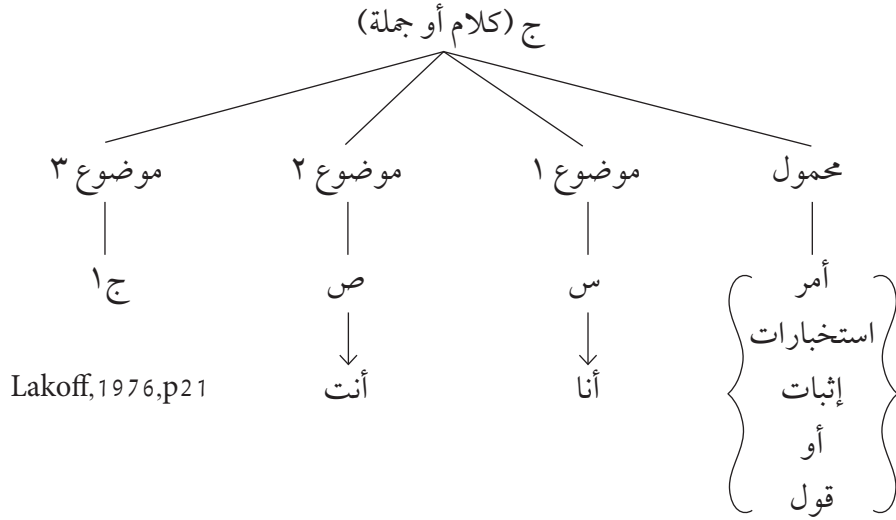 ج (كلام أو جملة)
محمول موضوع ١ موضوع ٢ موضوع ٣
أمر س ص ج١
استخبارات
إثبات أنا أنت Lakoff,1976,p21
أو
قول